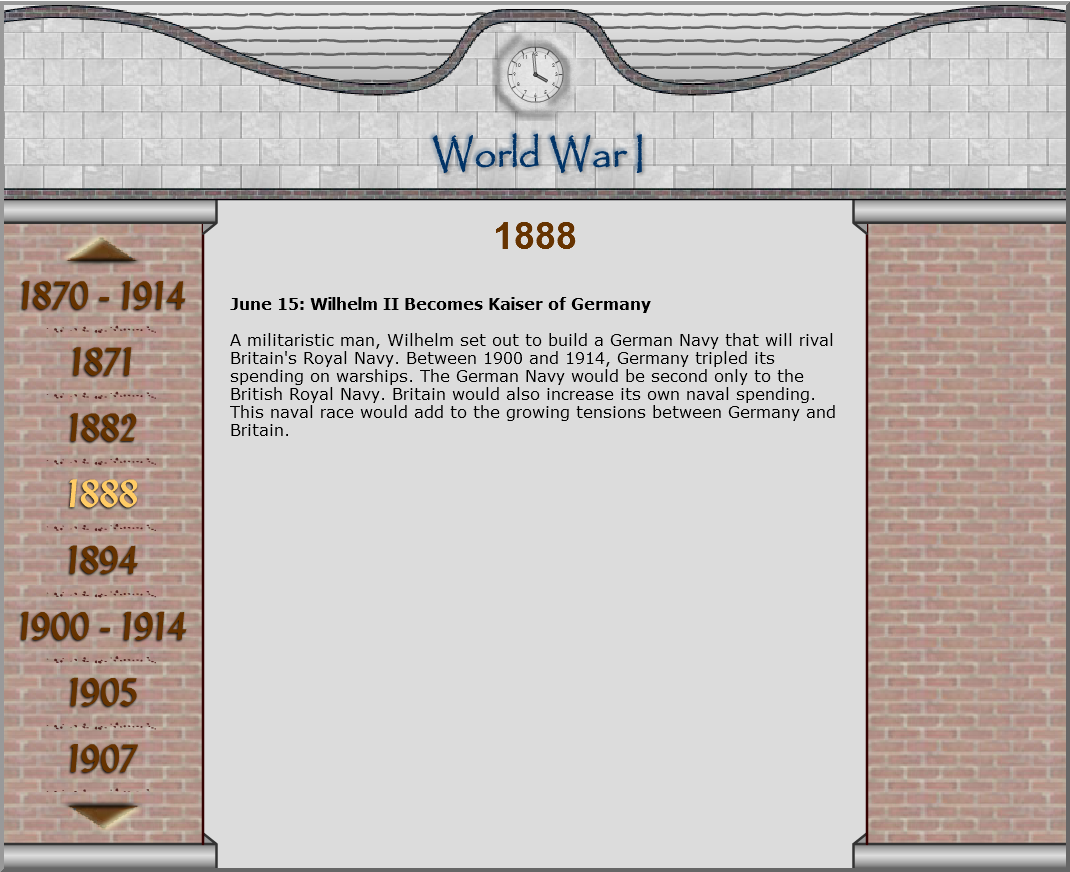 World War I
1888
1870 - 1914
1871
1882
1888
1894
1900 - 1914
1905
1907
June 15: Wilhelm II Becomes Kaiser of Germany
A militaristic man, Wilhelm set out to build a German Navy that will rival
Britain's Royal Navy. Between 1900 and 1914, Germany tripled its
spending on warships. The German Navy would be second only to the
British Royal Navy. Britain would also increase its own naval spending.
This naval race would add to the growing tensions between Germany and
Britain.